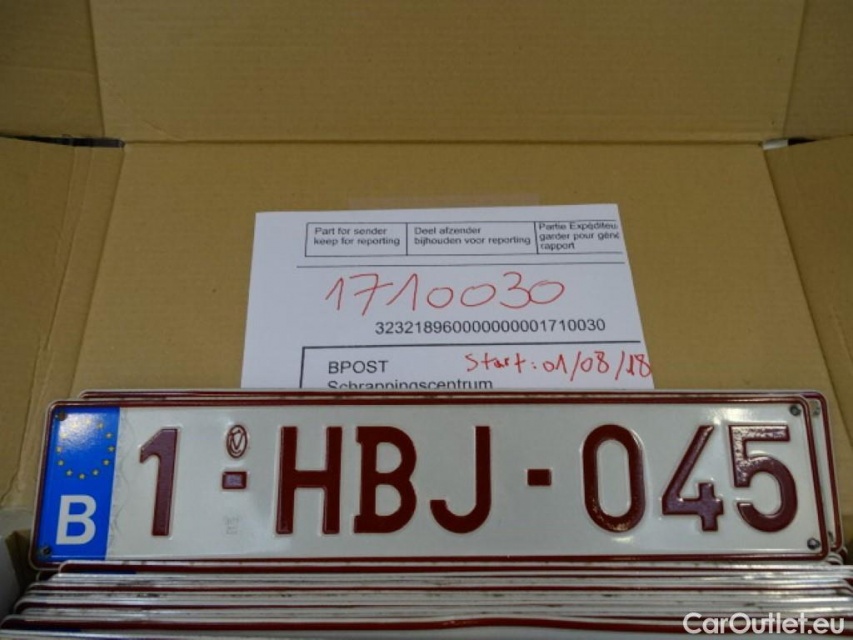 Part for sender
keep for reporting
Deel afzender
bijhouden voor reporting
Partie Expéditeu
garder pour géné
rapport
1710030
323218960000000001710030
BPOST
Start: 01/08/18
Schrappingscentrum
B
1-HBJ-045
CarOutlet.eu